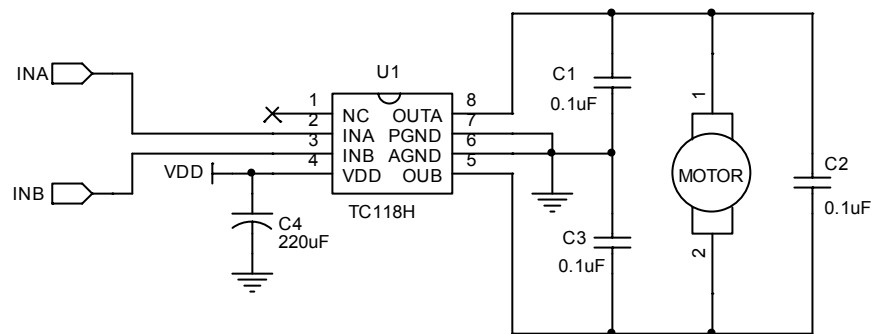 INA
INB
VDD
C4
220uF
U1
1 NC OUTA 8
2 INA PGND 7
3 INB AGND 6
4 VDD OUB 5
TC118H
C1
0.1uF
C3
0.1uF
1
MOTOR
2
C2
0.1uF